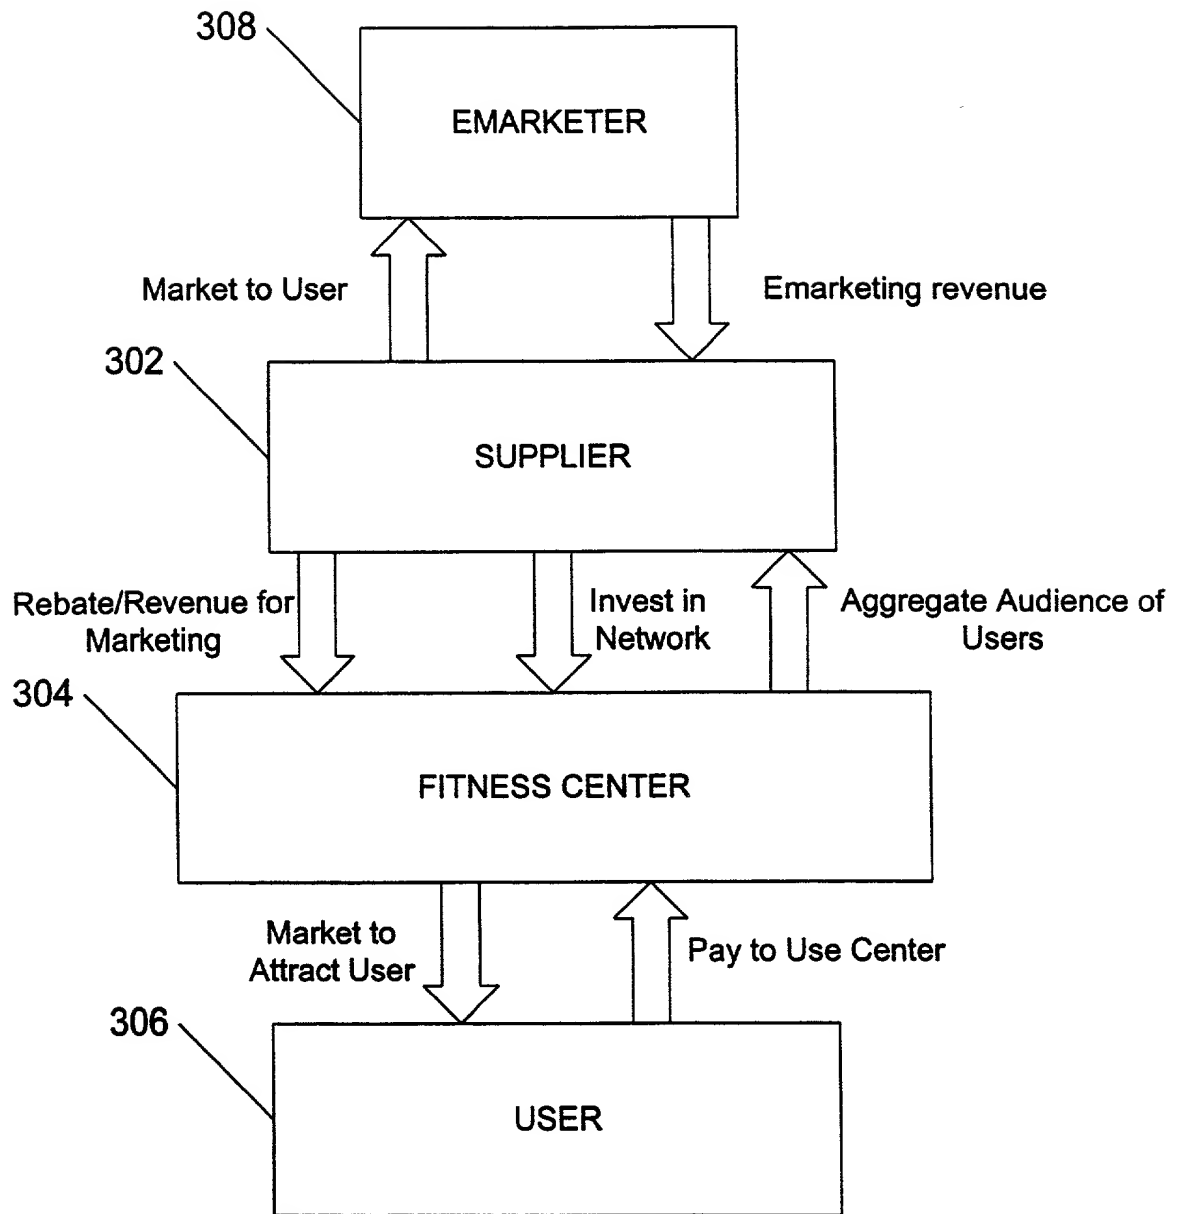 308
EMARKETER
Market to User
Emarketing revenue
302
SUPPLIER
Rebate/Revenue for
Marketing
Invest in
Network
Aggregate Audience of
Users
304
FITNESS CENTER
Market to
Attract User
Pay to Use Center
306
USER